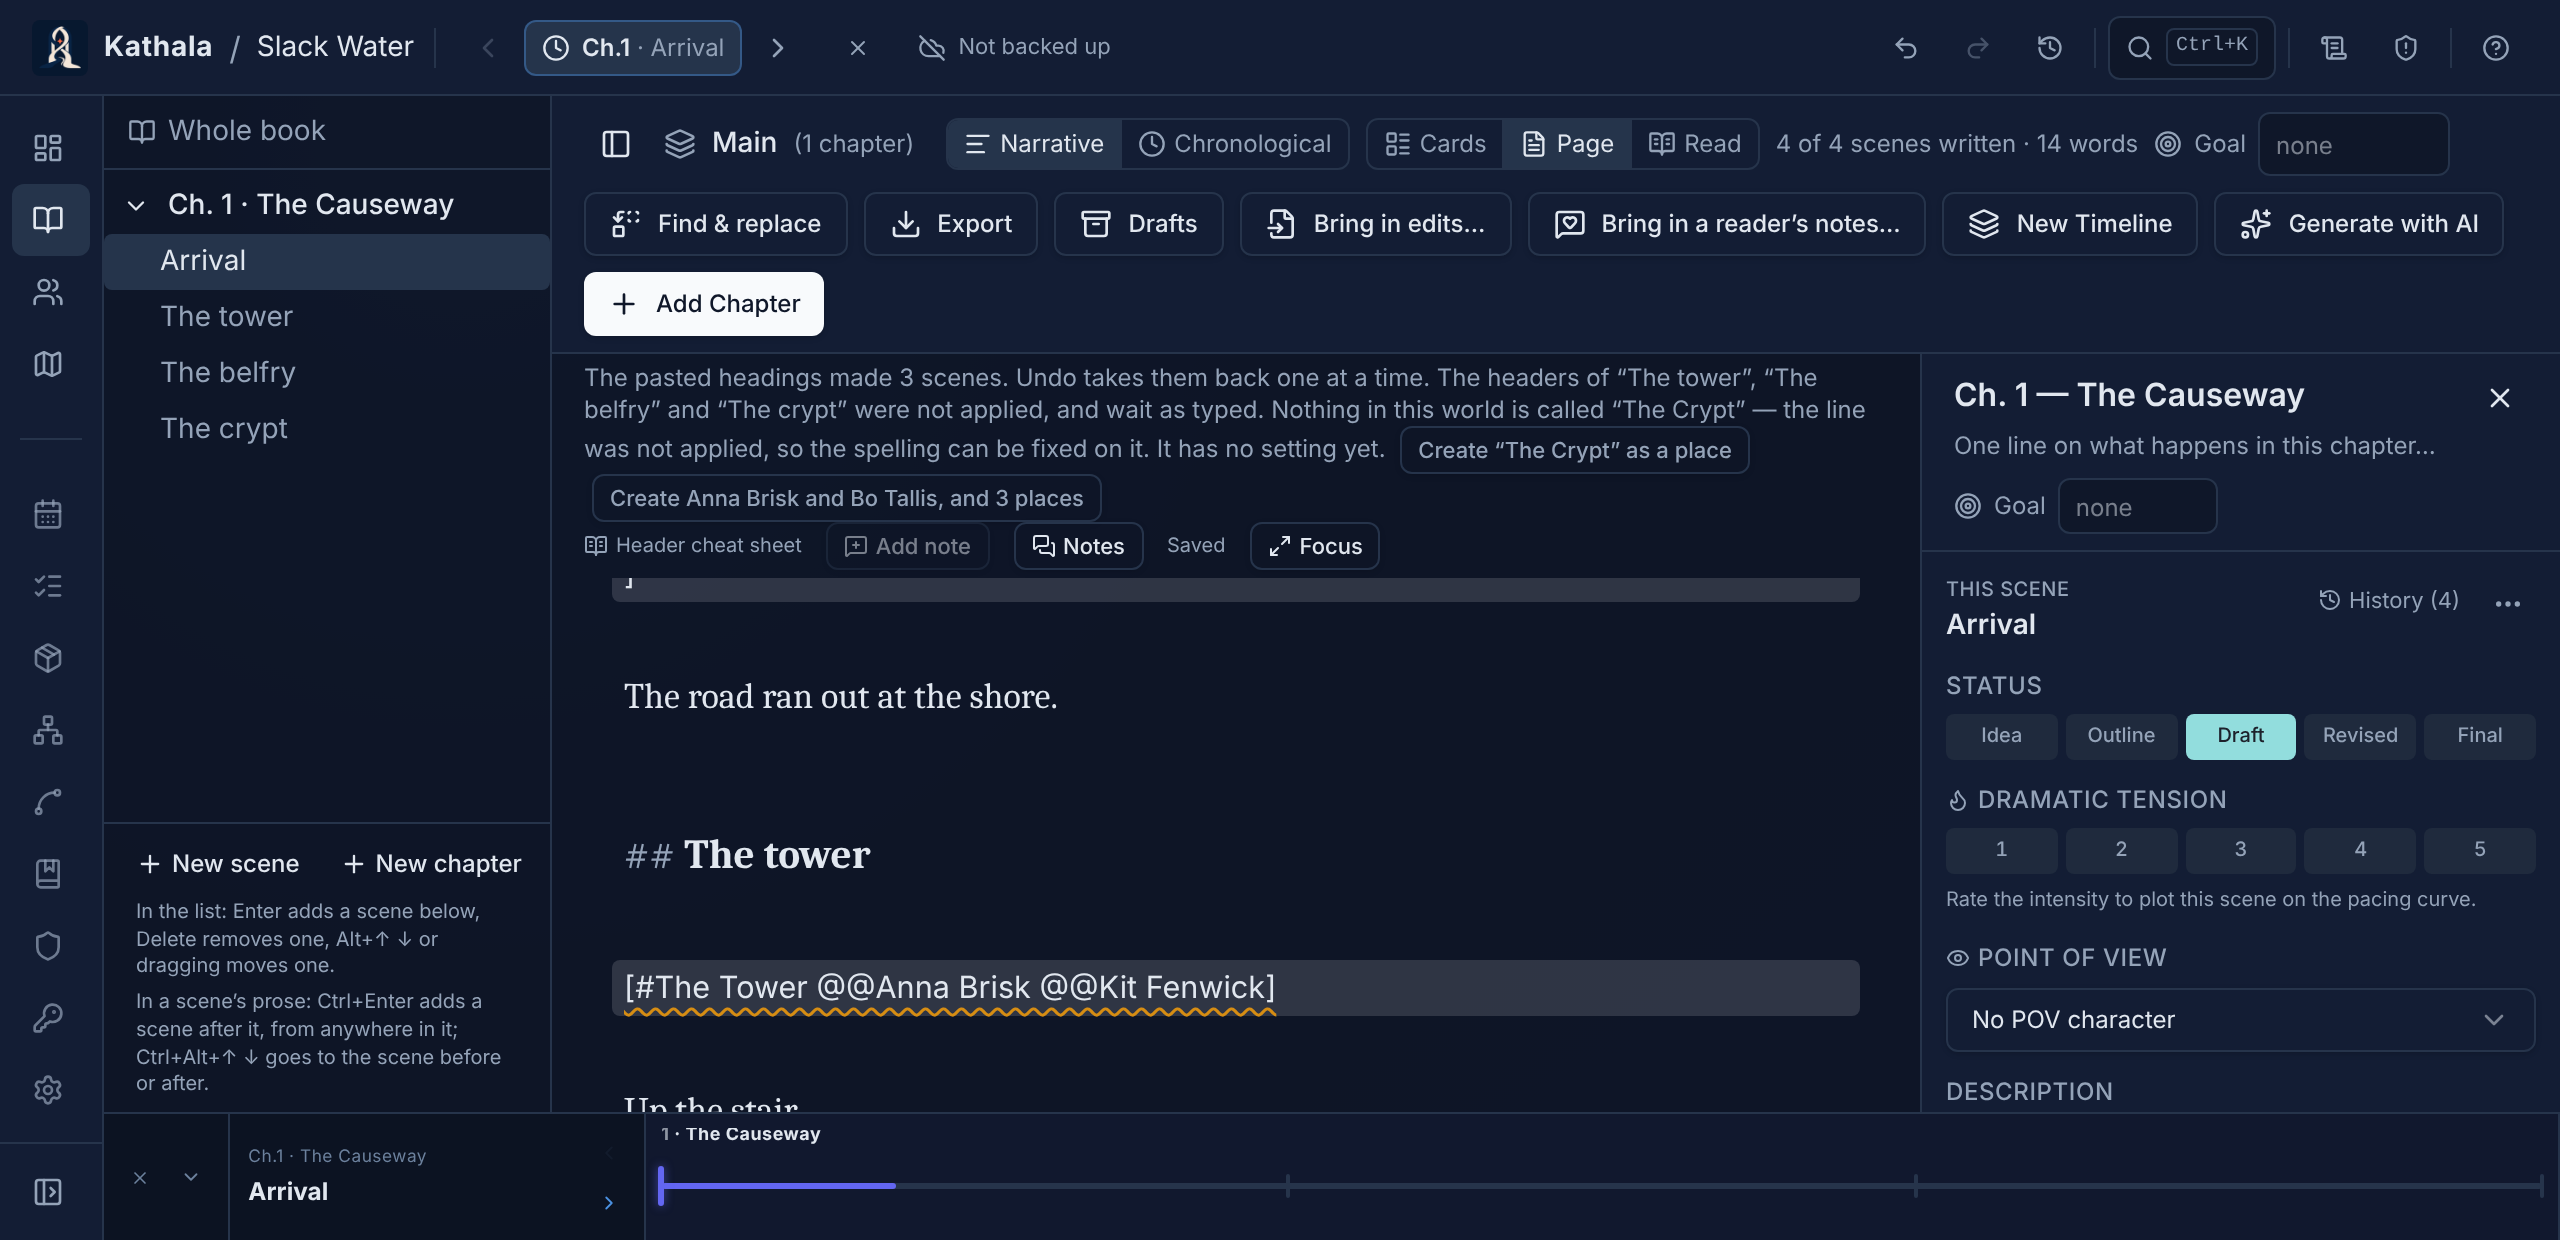 Kathala / Slack Water
Ch.1 · Arrival
Not backed up
Ctrl+K
Whole book
Ch. 1 · The Causeway
Arrival
The tower
The belfry
The crypt
New scene
New chapter
In the list: Enter adds a scene below,
Delete removes one, Alt+↑ ↓ or
dragging moves one.
In a scene’s prose: Ctrl+Enter adds a
scene after it, from anywhere in it;
Ctrl+Alt+↑ ↓ goes to the scene before
or after.
Main (1 chapter)
Narrative
Chronological
Cards
Page
Read
4 of 4 scenes written · 14 words
Goal
none
Find & replace
Export
Drafts
Bring in edits...
Bring in a reader’s notes...
New Timeline
Generate with AI
Add Chapter
The pasted headings made 3 scenes. Undo takes them back one at a time. The headers of “The tower”, “The
belfry” and “The crypt” were not applied, and wait as typed. Nothing in this world is called “The Crypt” — the line
was not applied, so the spelling can be fixed on it. It has no setting yet.
Create “The Crypt” as a place
Create Anna Brisk and Bo Tallis, and 3 places
Header cheat sheet
Add note
Notes
Saved
Focus
]
The road ran out at the shore.
## The tower
[#The Tower @@Anna Brisk @@Kit Fenwick]
Up the stair
Ch. 1 — The Causeway
One line on what happens in this chapter...
Goal
none
THIS SCENE
Arrival
History (4)
STATUS
Idea
Outline
Draft
Revised
Final
DRAMATIC TENSION
1
2
3
4
5
Rate the intensity to plot this scene on the pacing curve.
POINT OF VIEW
No POV character
DESCRIPTION
Ch.1 · The Causeway
Arrival
1 · The Causeway